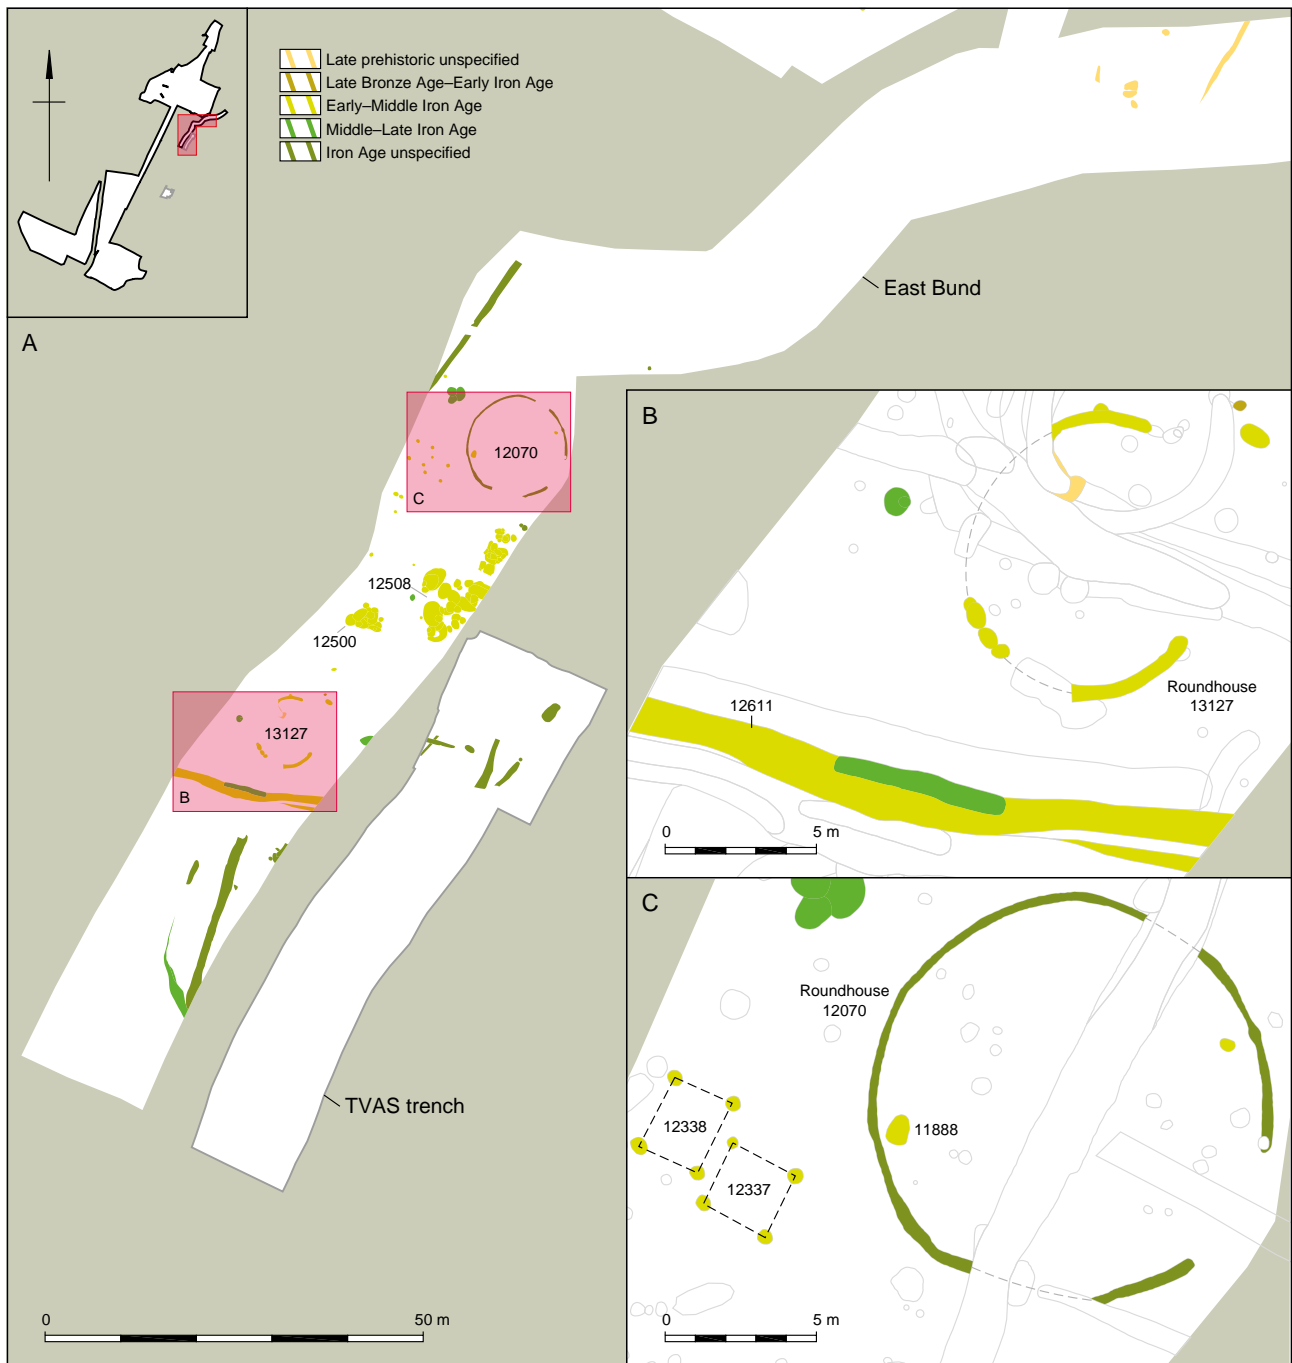 Late prehistoric unspecified
Late Bronze Age–Early Iron Age
Early–Middle Iron Age
Middle–Late Iron Age
Iron Age unspecified
A
East Bund
12070
C
12508
12500
13127
B
TVAS trench
0 50 m
B
Roundhouse
13127
12611
0 5 m
C
Roundhouse
12070
12338
11888
12337
0 5 m